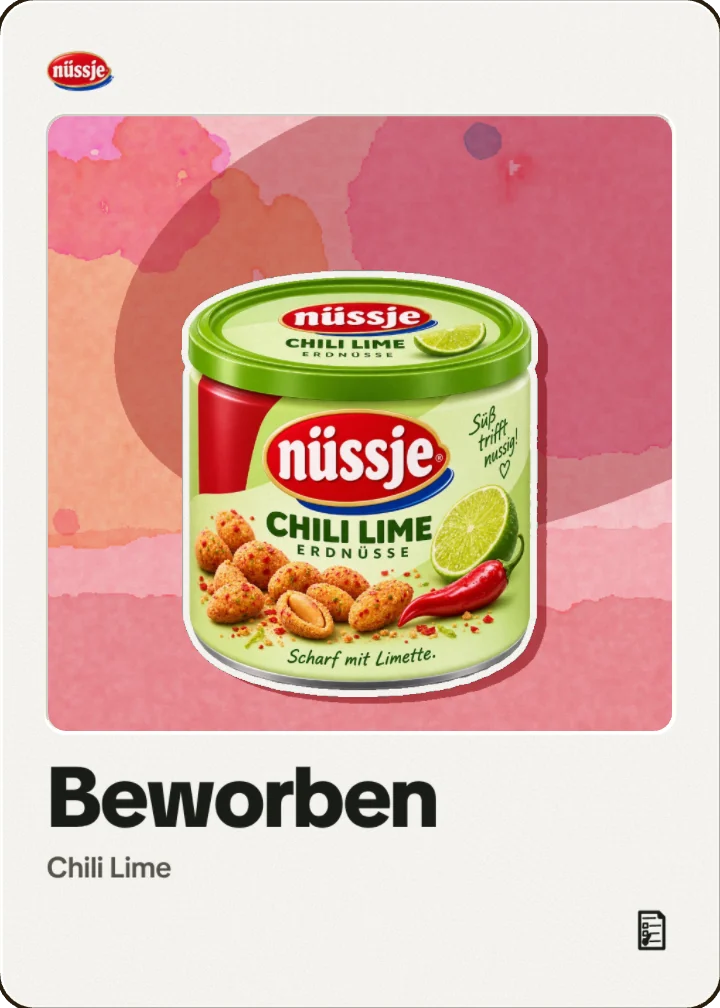 nüssje
nüssje
CHILI LIME
ERDNÜSSE
Süß
trifft
nussig!
nüssje®
CHILI LIME
ERDNÜSSE
Scharf mit Limette.
Beworben
Chili Lime